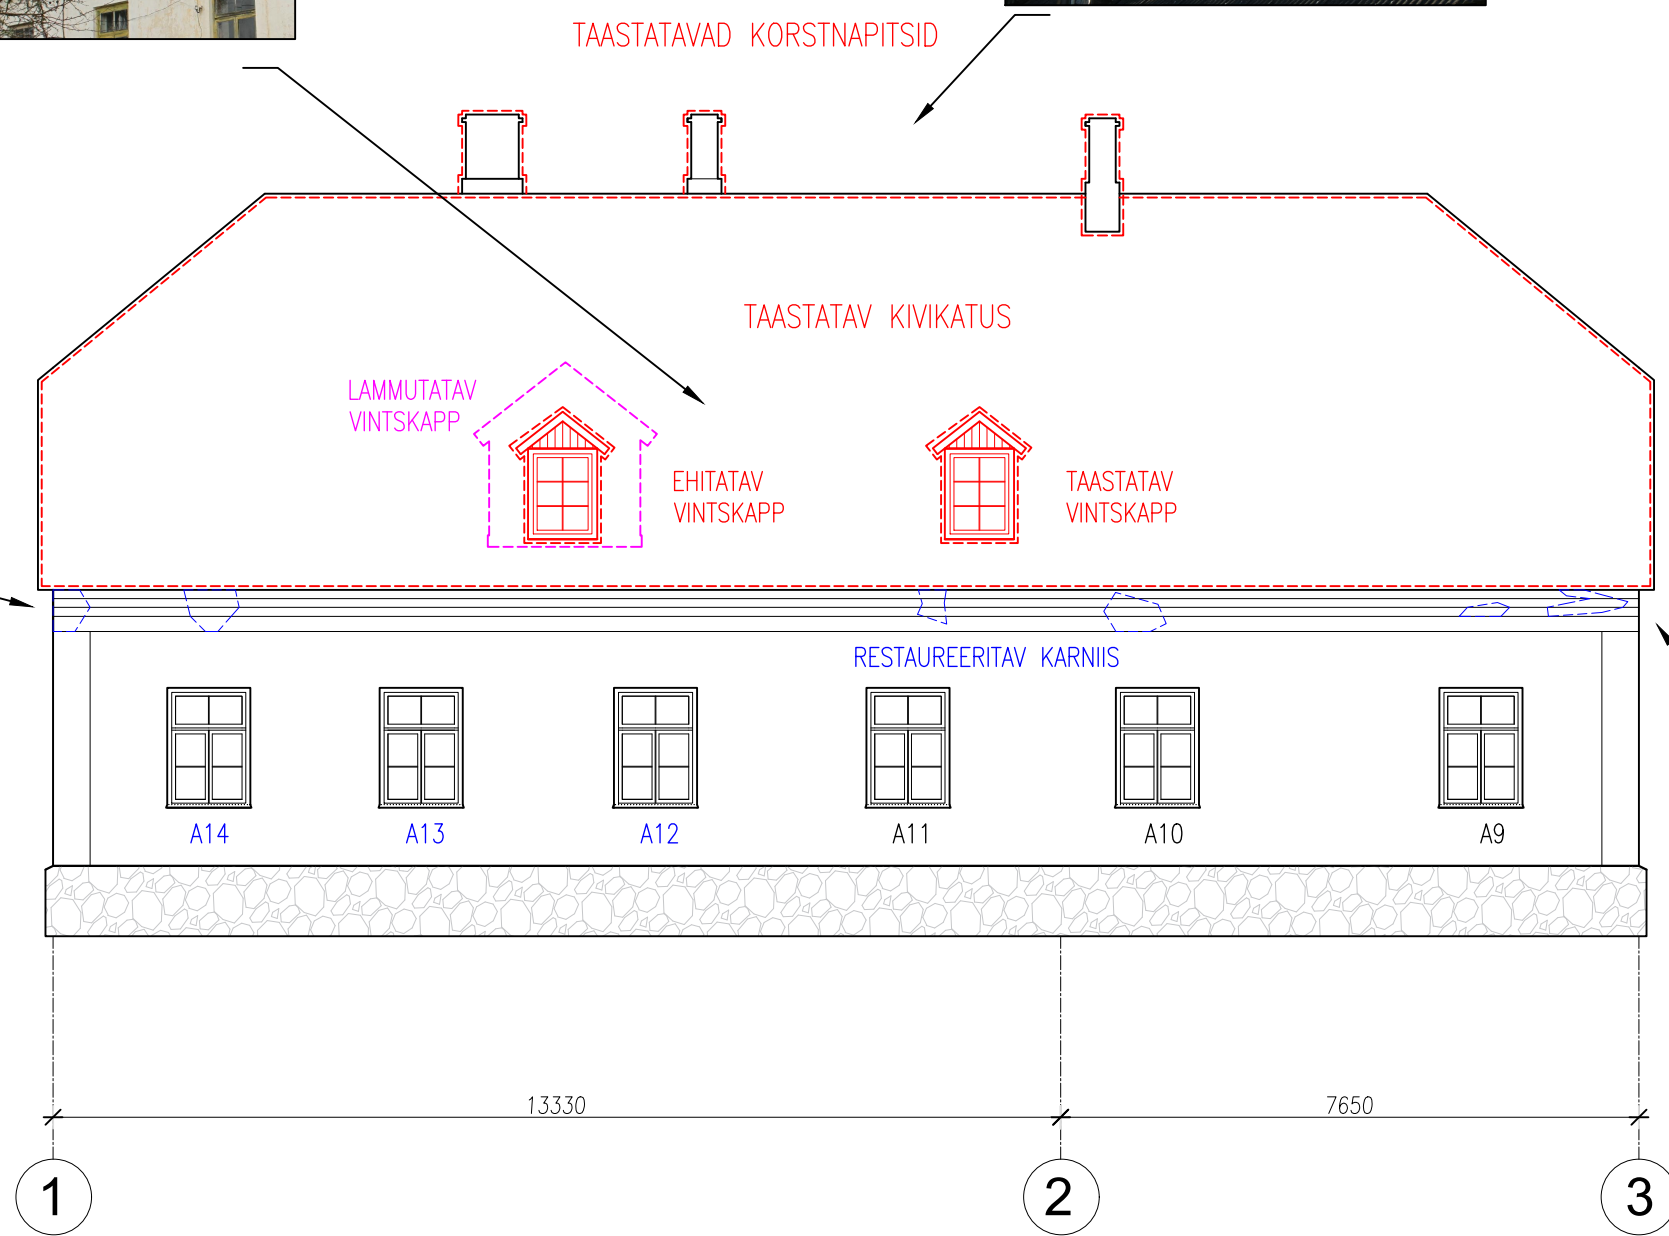 TAASTATAVAD KORSTNAPITSID
TAASTATAV KIVIKATUS
LAMMUTATAV
VINTSKAPP
EHITATAV
VINTSKAPP
TAASTATAV
VINTSKAPP
RESTAUREERITAV KARNIIS
A14 A13 A12 A11 A10 A9
13330 7650
1 2 3